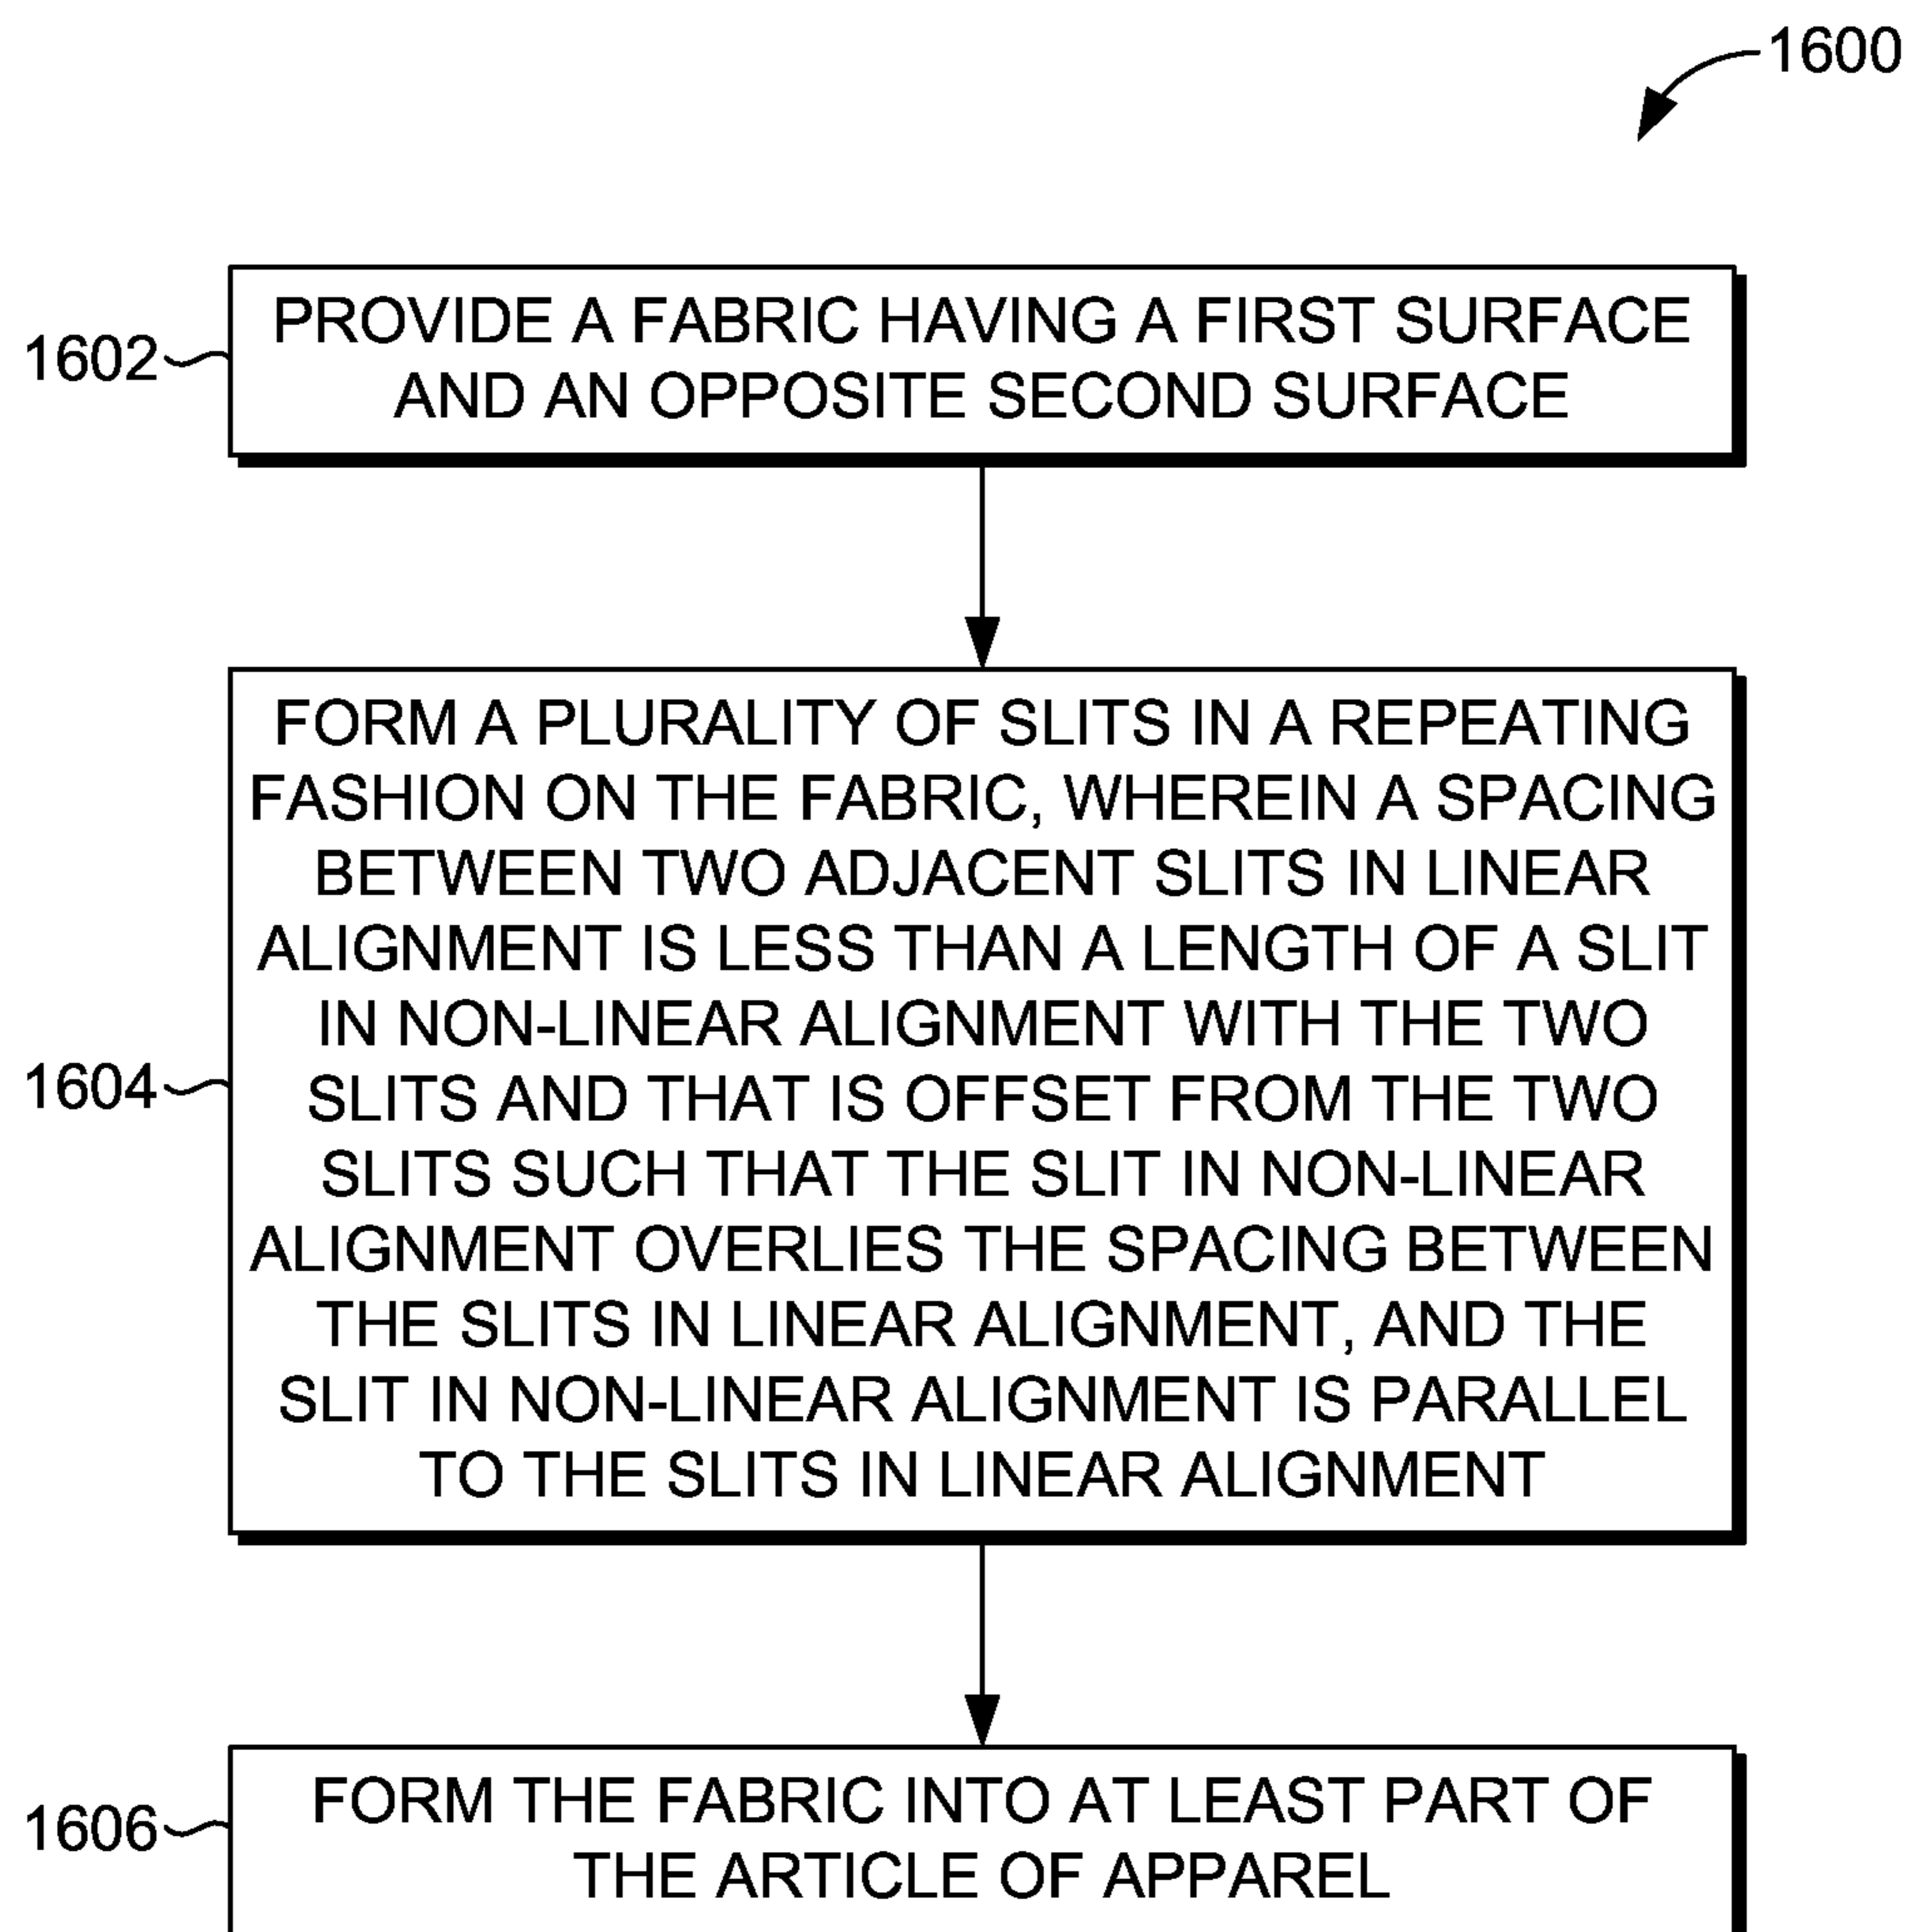 1600
PROVIDE A FABRIC HAVING A FIRST SURFACE
AND AN OPPOSITE SECOND SURFACE
1602
FORM A PLURALITY OF SLITS IN A REPEATING
FASHION ON THE FABRIC, WHEREIN A SPACING
BETWEEN TWO ADJACENT SLITS IN LINEAR
ALIGNMENT IS LESS THAN A LENGTH OF A SLIT
IN NON-LINEAR ALIGNMENT WITH THE TWO
SLITS AND THAT IS OFFSET FROM THE TWO
SLITS SUCH THAT THE SLIT IN NON-LINEAR
ALIGNMENT OVERLIES THE SPACING BETWEEN
THE SLITS IN LINEAR ALIGNMENT, AND THE
SLIT IN NON-LINEAR ALIGNMENT IS PARALLEL
TO THE SLITS IN LINEAR ALIGNMENT
1604
FORM THE FABRIC INTO AT LEAST PART OF
THE ARTICLE OF APPAREL
1606